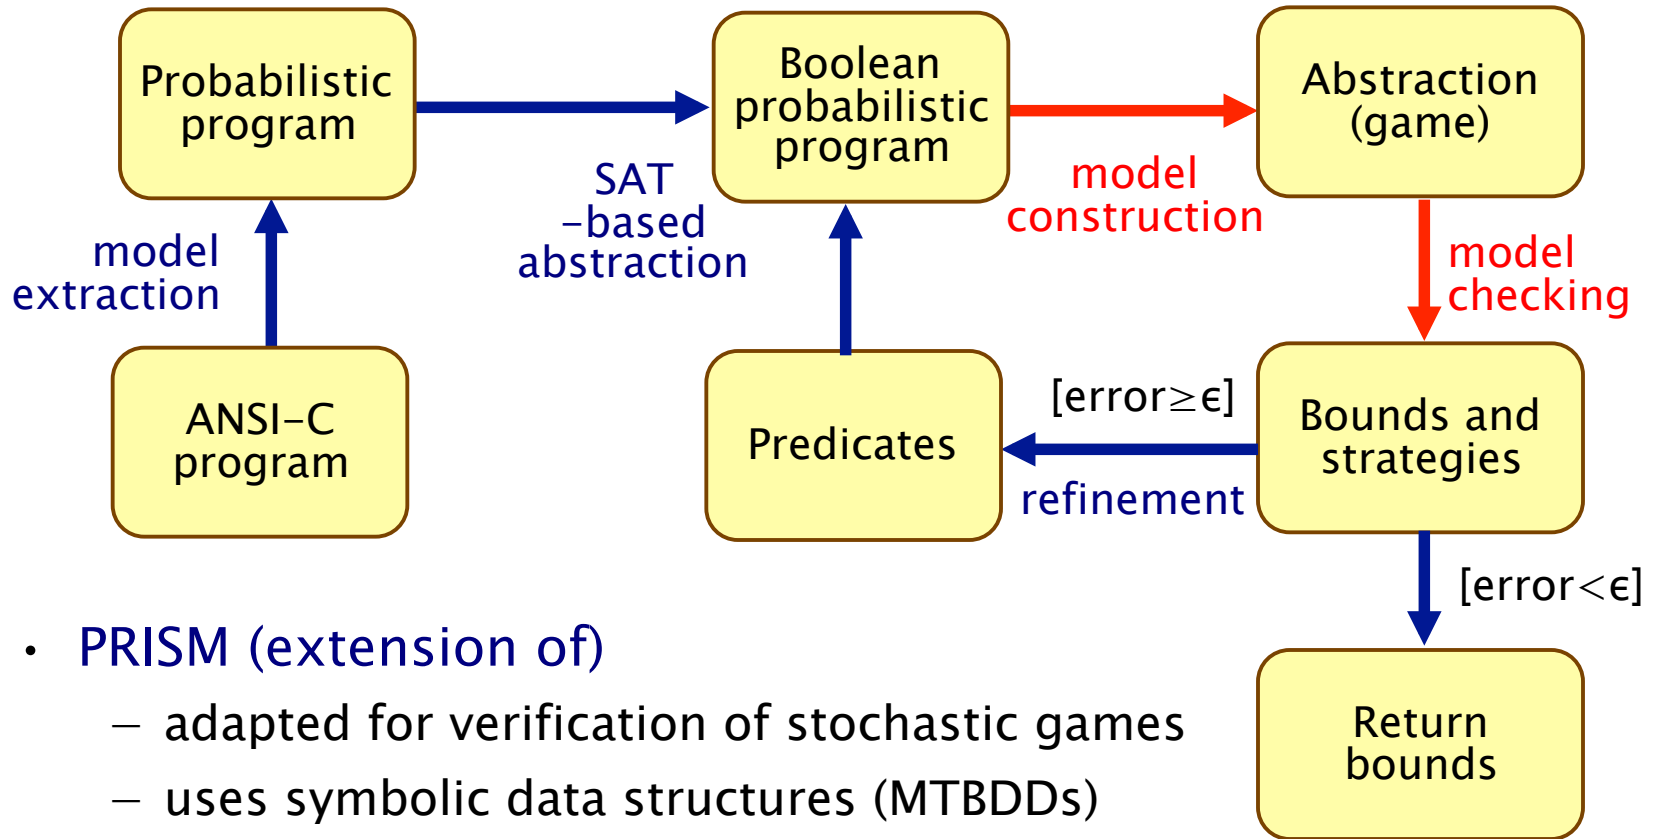 Probabilistic
program
Boolean
probabilistic
program
Abstraction
(game)
SAT
-based
abstraction
model
construction
model
extraction
model
checking
ANSI-C
program
Predicates
[error≥ϵ]
refinement
Bounds and
strategies
[error<ϵ]
• PRISM (extension of)
– adapted for verification of stochastic games
– uses symbolic data structures (MTBDDs)
Return
bounds